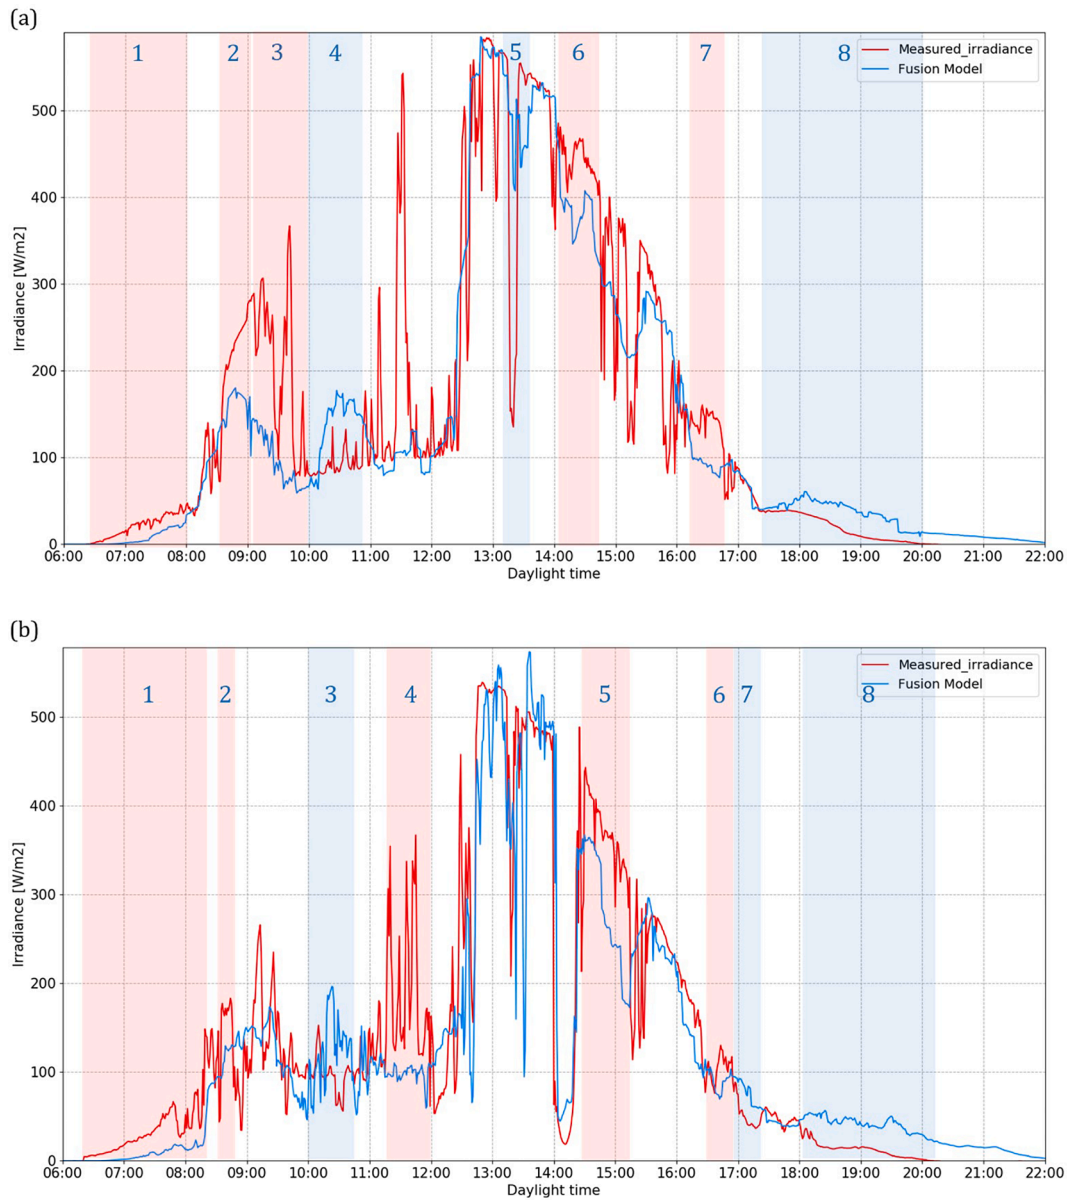 (a)
1 2 3 4 5 6 7 8
Measured_irradiance
Fusion Model
500
400
300
200
100
0
Irradiance [W/m2]
06:00 07:00 08:00 09:00 10:00 11:00 12:00 13:00 14:00 15:00 16:00 17:00 18:00 19:00 20:00 21:00 22:00
Daylight time
(b)
1 2 3 4 5 6 7 8
Measured_irradiance
Fusion Model
500
400
300
200
100
0
Irradiance [W/m2]
06:00 07:00 08:00 09:00 10:00 11:00 12:00 13:00 14:00 15:00 16:00 17:00 18:00 19:00 20:00 21:00 22:00
Daylight time